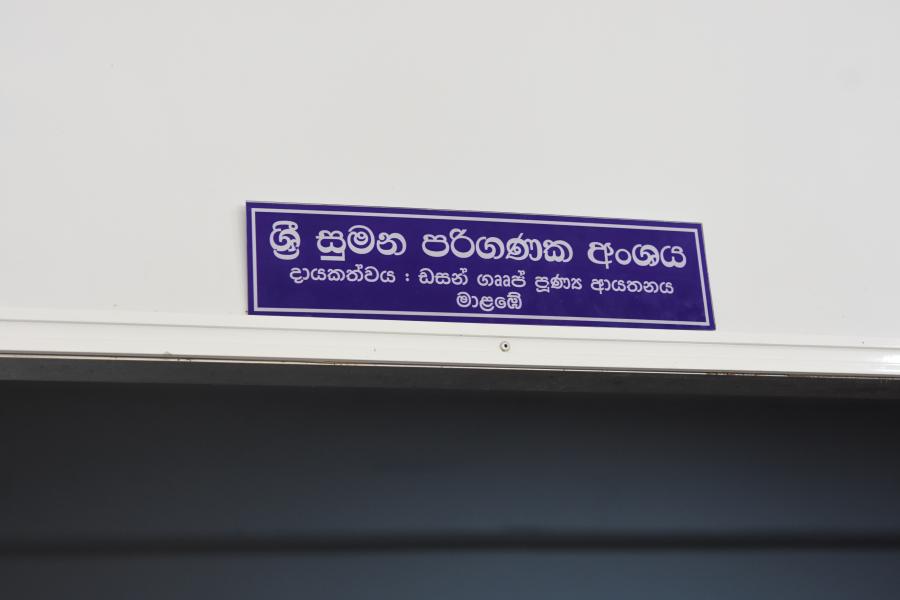 ශ්‍රී සුමන පරිගණක අංශය
දායකත්වය : ඩසන් ගෲප් පූණ්‍ය ආයතනය
මාළඹේ